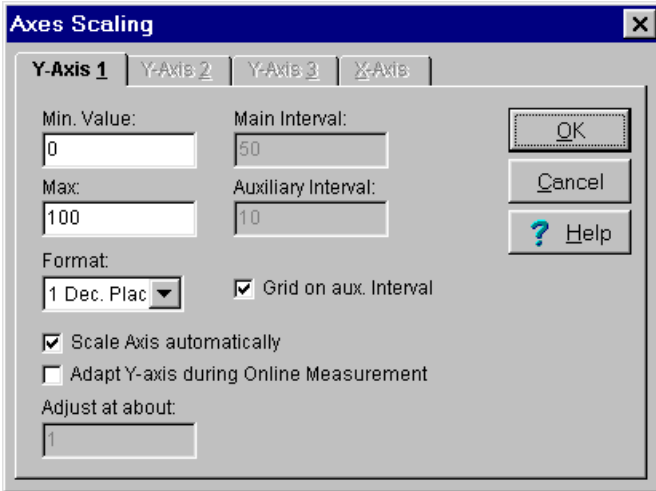 Axes Scaling
Y-Axis 1 Y-Axis 2 Y-Axis 3 X-Axis
Min. Value: Main Interval:
0 50
OK
Max: Auxiliary Interval:
Cancel
100 10
? Help
Format:
1 Dec. Plac Grid on aux. Interval
Scale Axis automatically
Adapt Y-axis during Online Measurement
Adjust at about:
1